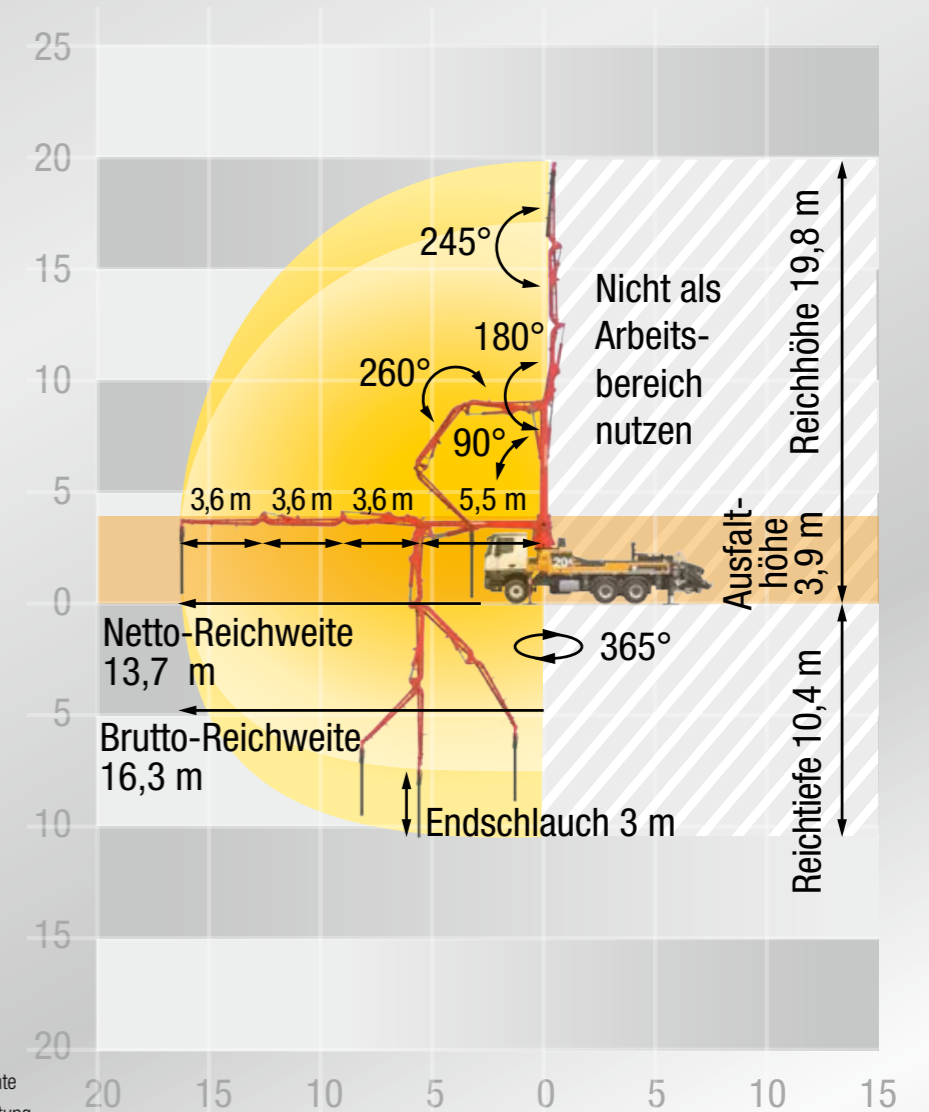 25
20
15
10
5
0
5
10
15
20
245°
180°
260°
90°
Nicht als
Arbeits-
bereich
nutzen
Reichhöhe 19,8 m
3,6 m 3,6 m 3,6 m 5,5 m
Ausfalt-
höhe
3,9 m
20
Netto-Reichweite
13,7 m
365°
Brutto-Reichweite
16,3 m
Endschlauch 3 m
Reichtiefe 10,4 m
20 15 10 5 0 5 10 15